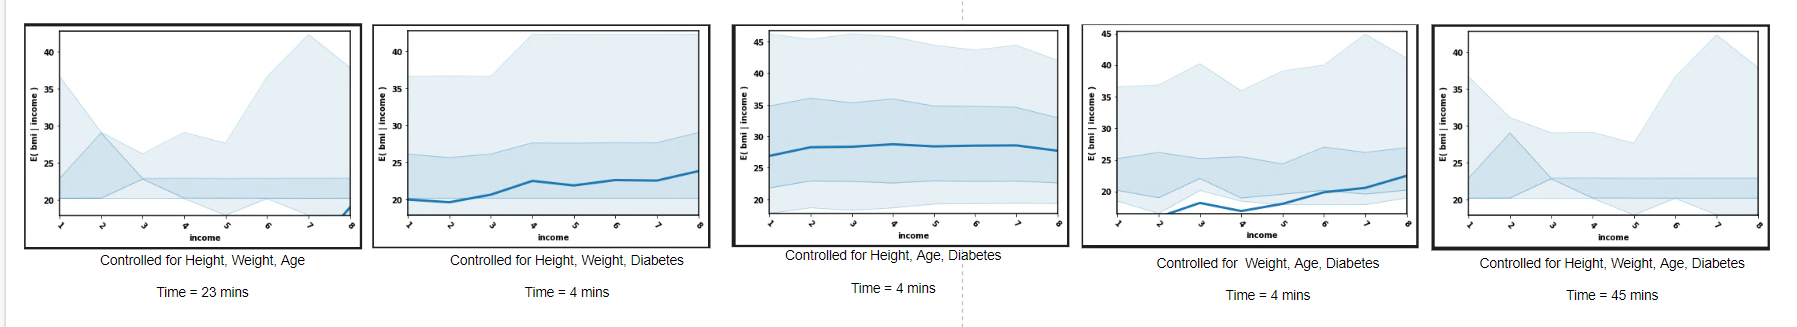 E( bmi | income )
40
35
30
25
20
1 2 3 4 5 6 7 8
income
Controlled for Height, Weight, Age
Time = 23 mins
E( bmi | income )
40
35
30
25
20
1 2 3 4 5 6 7 8
income
Controlled for Height, Weight, Diabetes
Time = 4 mins
E( bmi | income )
45
40
35
30
25
20
1 2 3 4 5 6 7 8
income
Controlled for Height, Age, Diabetes
Time = 4 mins
E( bmi | income )
45
40
35
30
25
20
1 2 3 4 5 6 7 8
income
Controlled for  Weight, Age, Diabetes
Time = 4 mins
E( bmi | income )
40
35
30
25
20
1 2 3 4 5 6 7 8
income
Controlled for Height, Weight, Age, Diabetes
Time = 45 mins